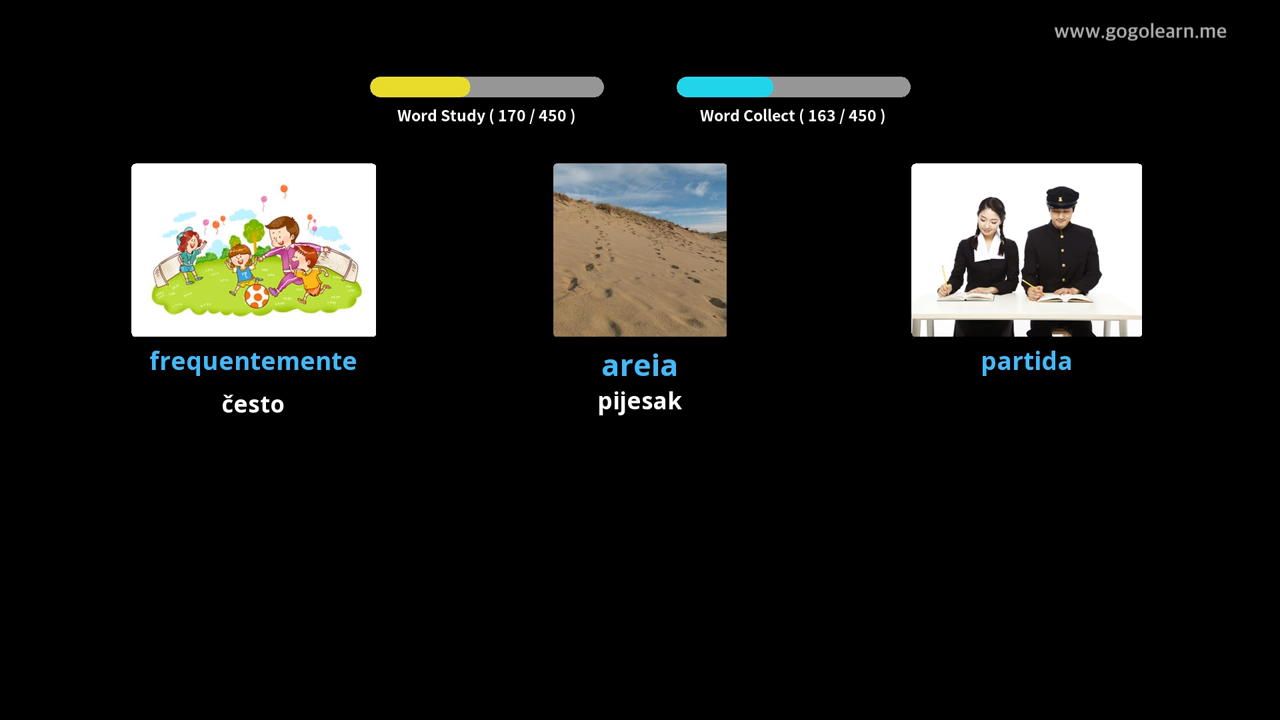 www.gogolearn.me
Word Study ( 170 / 450 )
Word Collect ( 163 / 450 )
frequentemente
često
areia
pijesak
partida